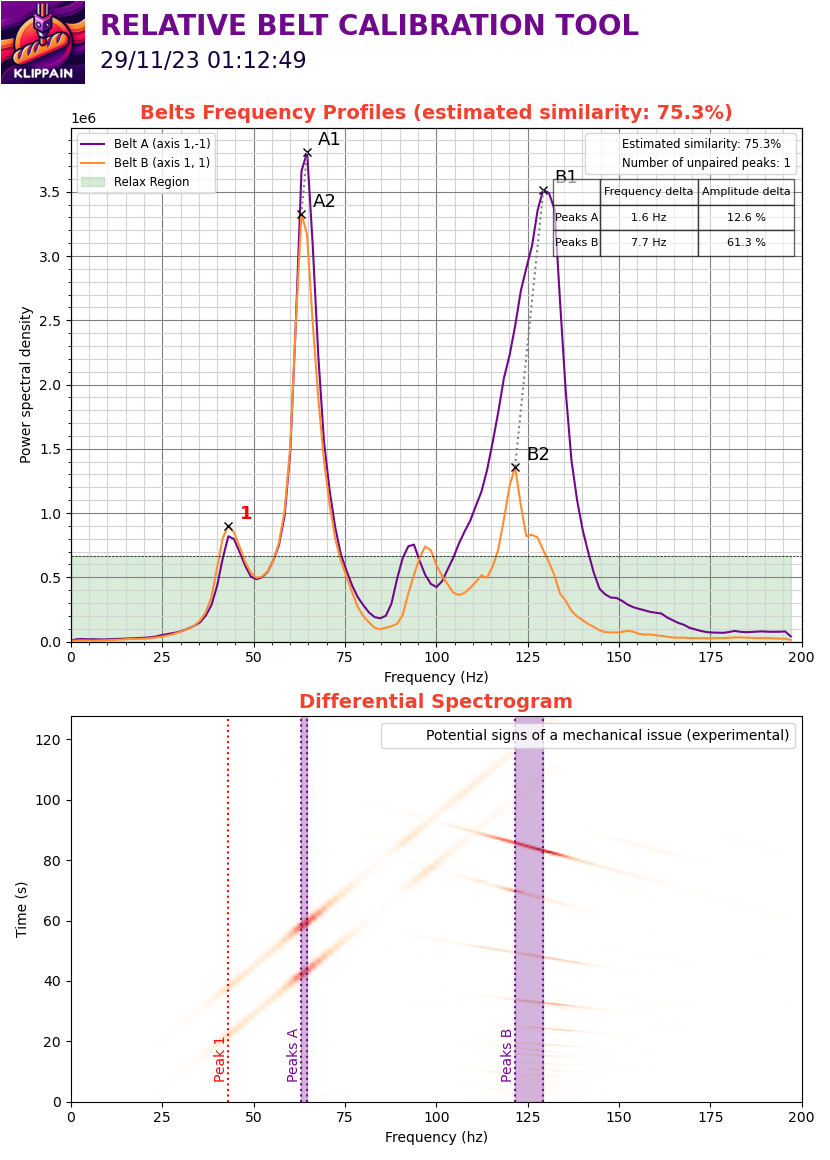 KLIPPAIN
RELATIVE BELT CALIBRATION TOOL
29/11/23 01:12:49
Belts Frequency Profiles (estimated similarity: 75.3%)
1e6
Belt A (axis 1,-1)
Belt B (axis 1, 1)
Relax Region
Estimated similarity: 75.3%
Number of unpaired peaks: 1
Frequency delta Amplitude delta
Peaks A 1.6 Hz 12.6 %
Peaks B 7.7 Hz 61.3 %
A1
A2
B1
B2
1
3.5
3.0
2.5
2.0
1.5
1.0
0.5
0.0
Power spectral density
0 25 50 75 100 125 150 175 200
Frequency (Hz)
Differential Spectrogram
Potential signs of a mechanical issue (experimental)
120
100
80
60
40
20
0
Time (s)
Peak 1
Peaks A
Peaks B
0 25 50 75 100 125 150 175 200
Frequency (hz)